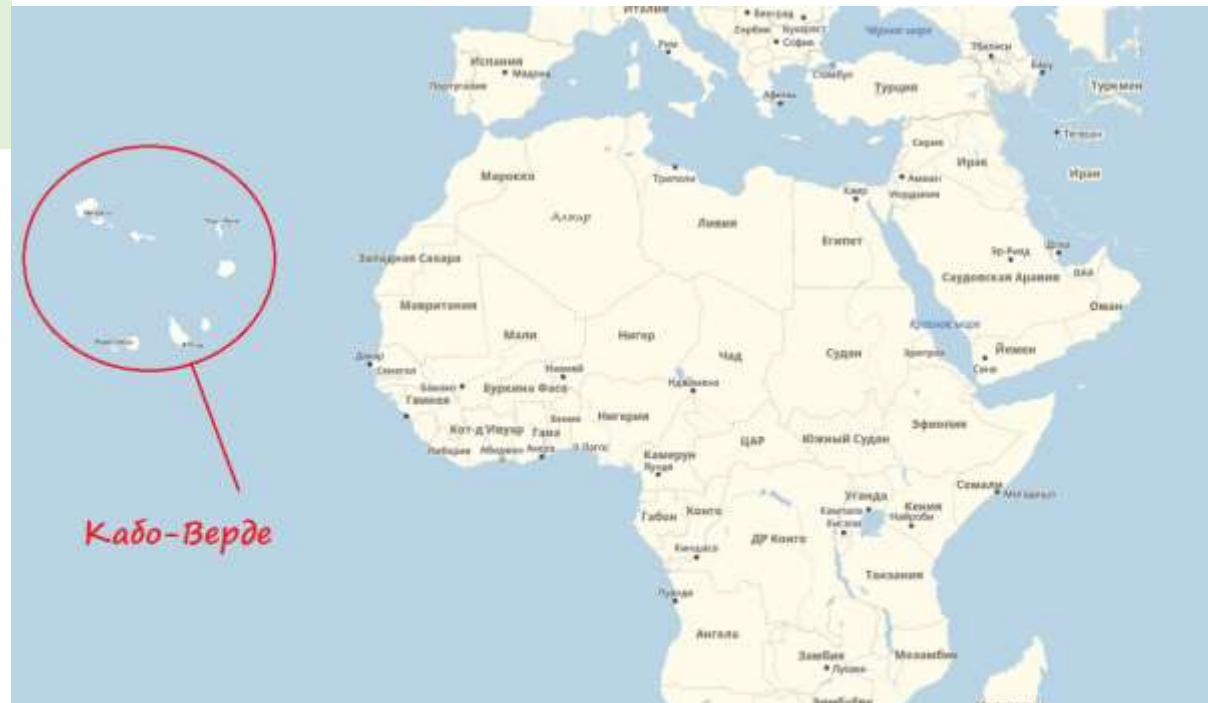 Италия
Белград
Сербия Бухарест
София
Чёрное море
Тбилиси
Рим
Испания
Мадрид
Баку
Стамбул
Португалия
Турция
Туркмен
Афины
Тегеран
Сирия
Ирак
Марокко
Триполи
Амман
Иран
Каир
Иордания
Алжир
Ливия
Египет
Эр-Рияд
Доха
Западная Сахара
Саудовская Аравия
ОАЭ
Мавритания
Оман
Мали
Нигер
Красное море
Чад
Судан
Эритрея
Йемен
Дакар
Сана
Сенегал
Ниамей
Нджамена
Бамако
Буркина Фасо
Гвинея
Бенин
Нигерия
Эфиопия
Кот-д'Ивуар
Гана
ЦАР
Южный Судан
Либерия
Абиджан
Аккра
Лагос
Камерун
Яунде
Сомали
Могадишо
Уганда
Кения
Габон
Конго
Кампала
Найроби
Кигали
Кабо-Верде
ДР Конго
Киншаса
Танзания
Луанда
Ангола
Замбия
Мозамбик
Лусака